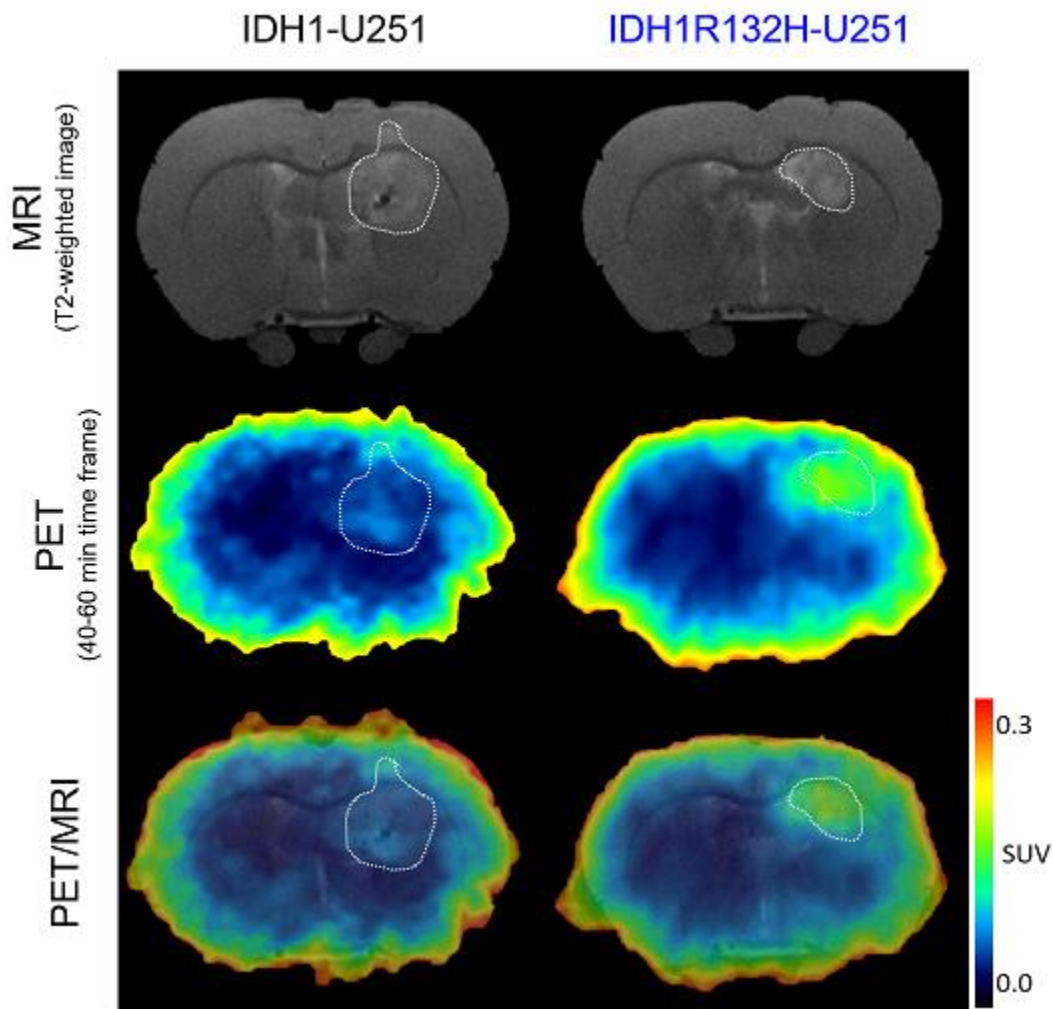 IDH1-U251
IDH1R132H-U251
MRI
(T2-weighted image)
PET
(40-60 min time frame)
PET/MRI
0.3
SUV
0.0